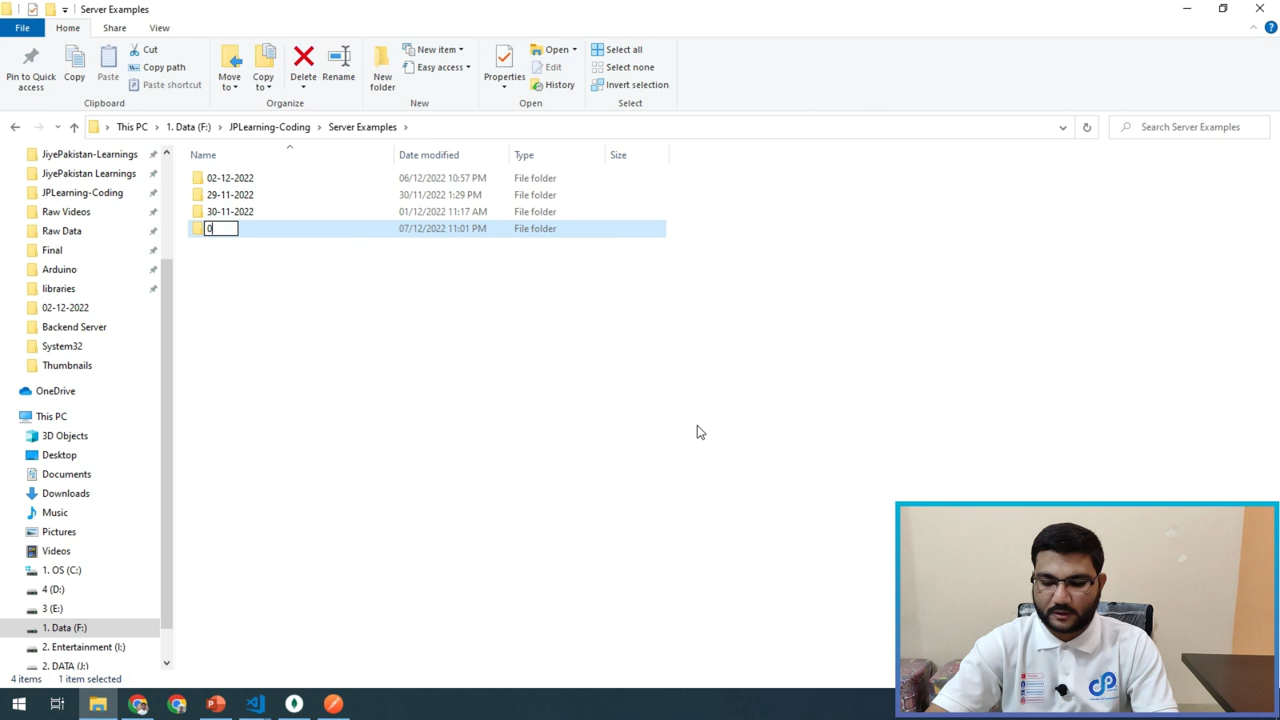 Server Examples
File Home Share View
Pin to Quick access
Copy
Paste
Cut
Copy path
Paste shortcut
Clipboard
Move to
Copy to
Delete
Rename
Organize
New folder
New item
Easy access
New
Properties
Open
Edit
History
Open
Select all
Select none
Invert selection
Select
This PC > 1. Data (F:) > JPLearning-Coding > Server Examples >
Search Server Examples
Name Date modified Type Size
02-12-2022 06/12/2022 10:57 PM File folder
29-11-2022 30/11/2022 1:29 PM File folder
30-11-2022 01/12/2022 11:17 AM File folder
0 07/12/2022 11:01 PM File folder
JiyePakistan-Learnings
JiyePakistan Learnings
JPLearning-Coding
Raw Videos
Raw Data
Final
Arduino
libraries
02-12-2022
Backend Server
System32
Thumbnails
OneDrive
This PC
3D Objects
Desktop
Documents
Downloads
Music
Pictures
Videos
1. OS (C:)
4 (D:)
3 (E:)
1. Data (F:)
2. Entertainment (I:)
2. DATA (J:)
4 items 1 item selected